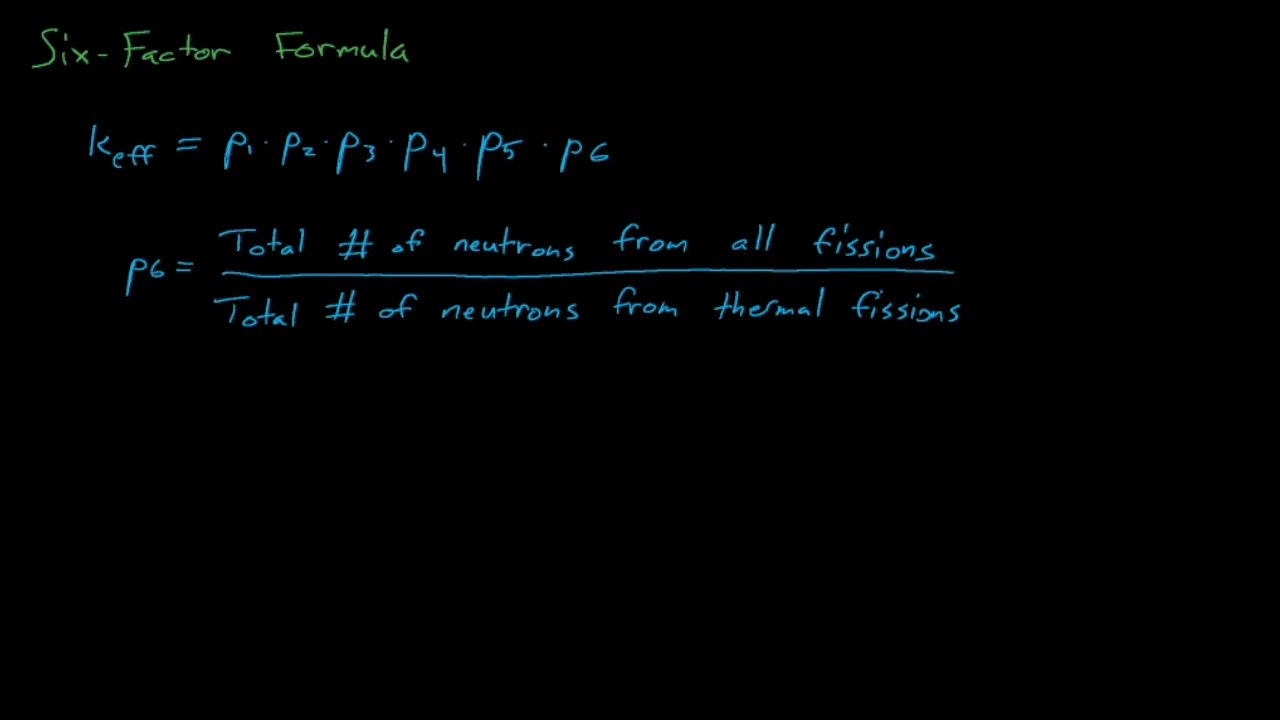 Six-Factor Formula
keff = p1 · p2 · p3 · p4 · p5 · p6
p6 =
Total # of neutrons from all fissions
Total # of neutrons from thermal fissions